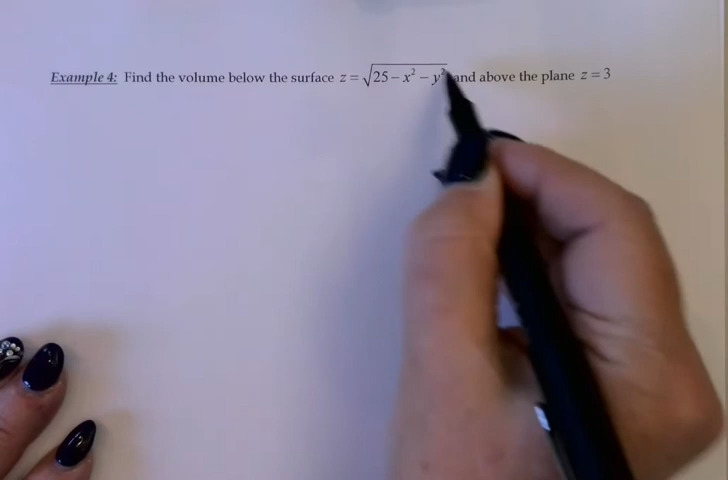 Example 4: Find the volume below the surface z = √(25 − x² − y²) and above the plane z = 3